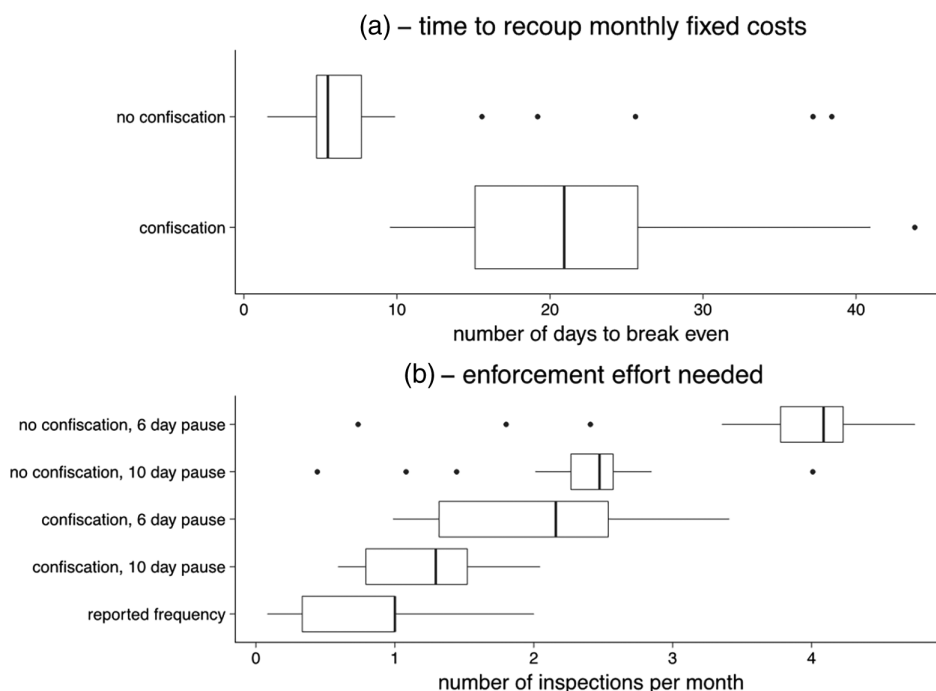 (a) – time to recoup monthly fixed costs
no confiscation
confiscation
0 10 20 30 40
number of days to break even
(b) – enforcement effort needed
no confiscation, 6 day pause
no confiscation, 10 day pause
confiscation, 6 day pause
confiscation, 10 day pause
reported frequency
0 1 2 3 4
number of inspections per month